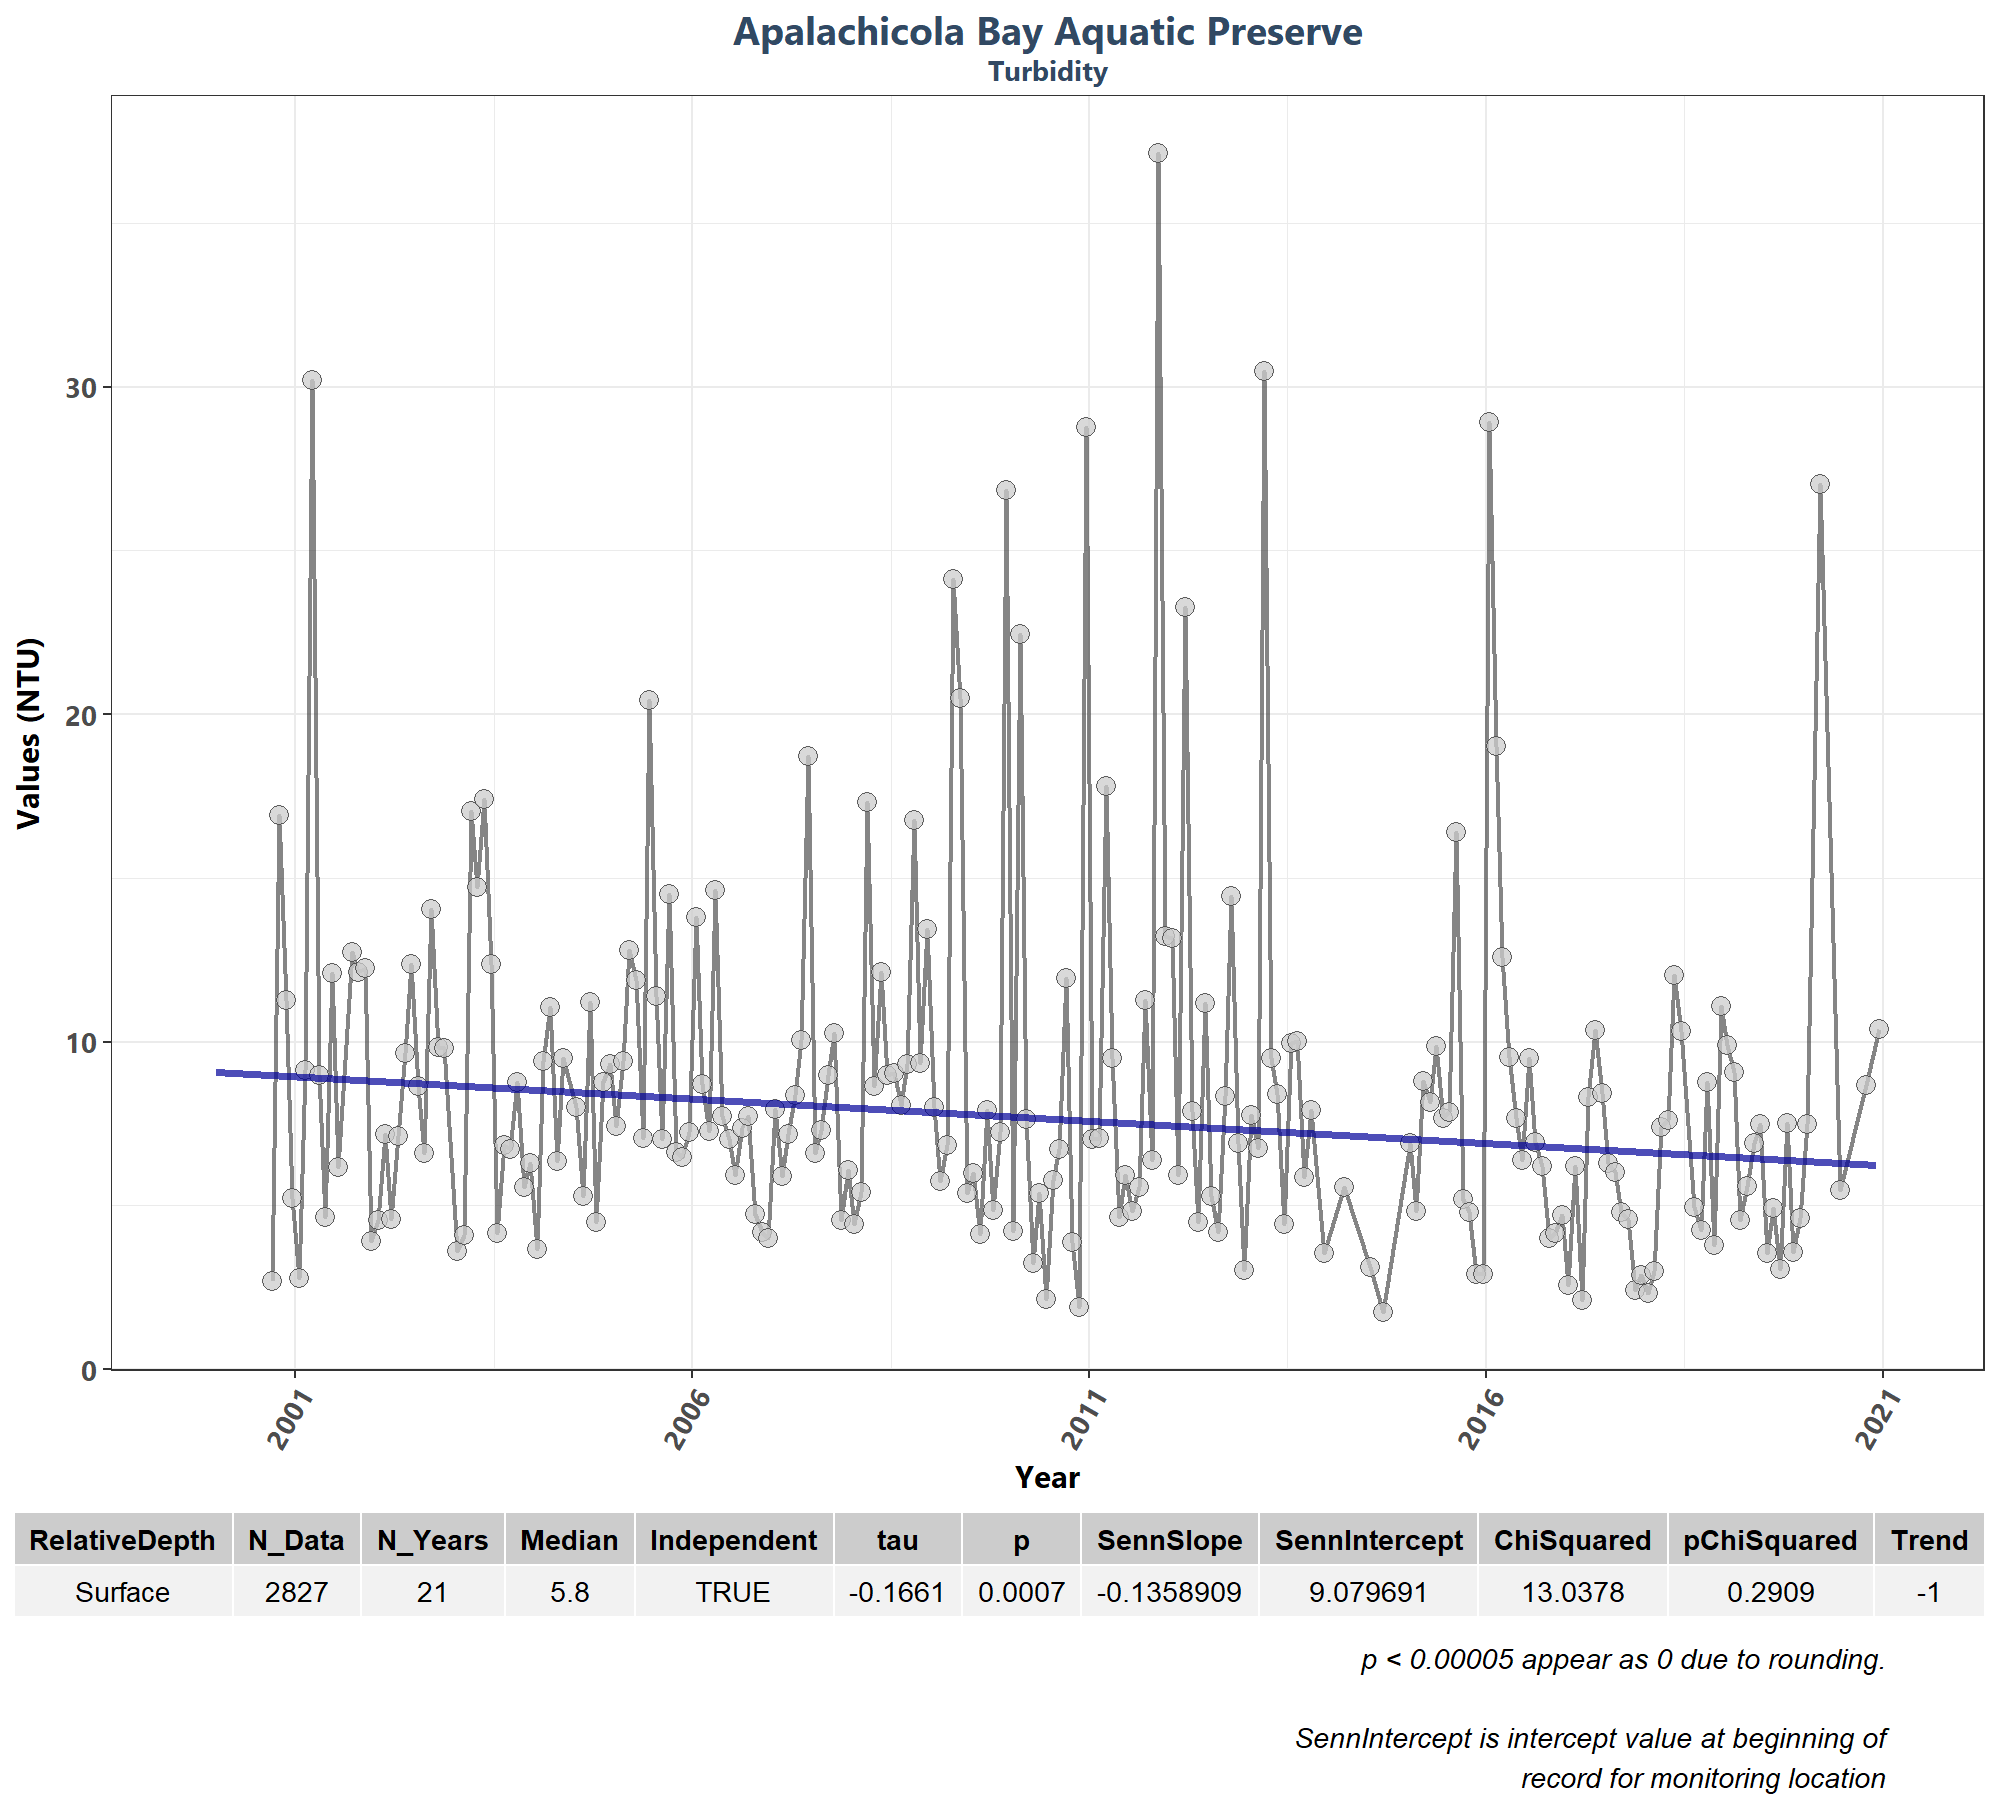 Apalachicola Bay Aquatic Preserve
Turbidity
Values (NTU)
30
20
10
0
2001 2006 2011 2016 2021
Year
RelativeDepth N_Data N_Years Median Independent tau p SennSlope SennIntercept ChiSquared pChiSquared Trend
Surface 2827 21 5.8 TRUE -0.1661 0.0007 -0.1358909 9.079691 13.0378 0.2909 -1
p < 0.00005 appear as 0 due to rounding.
SennIntercept is intercept value at beginning of
record for monitoring location